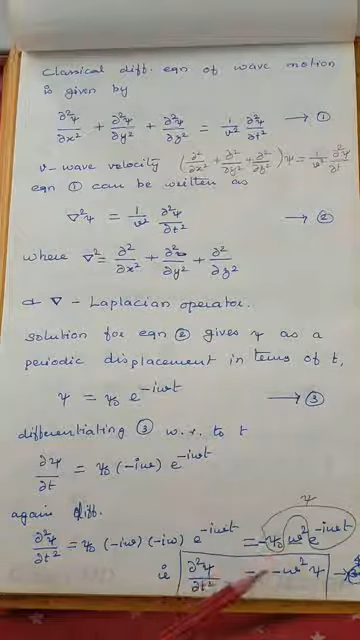 Classical diff. eqn of wave motion
is given by
∂²ψ/∂x² + ∂²ψ/∂y² + ∂²ψ/∂z² = 1/v² ∂²ψ/∂t² → ①
v - wave velocity (∂²/∂x² + ∂²/∂y² + ∂²/∂z²) ψ = 1/v² ∂²ψ/∂t
eqn ① can be written as
∇²ψ = 1/v² ∂²ψ/∂t² → ②
where ∇² = ∂²/∂x² + ∂²/∂y² + ∂²/∂z²
& ∇ - Laplacian operator.
solution for eqn ② gives ψ as a
periodic displacement in terms of t,
ψ = ψ₀ e^{-iωt} → ③
differentiating ③ w.r. to t
∂ψ/∂t = ψ₀ (-iω) e^{-iωt}
again diff.
ψ
∂²ψ/∂t² = ψ₀ (-iω) (-iω) e^{-iωt} = -ψ₀ ω² e^{-iωt}
ie ∂²ψ/∂t² = -ω² ψ →